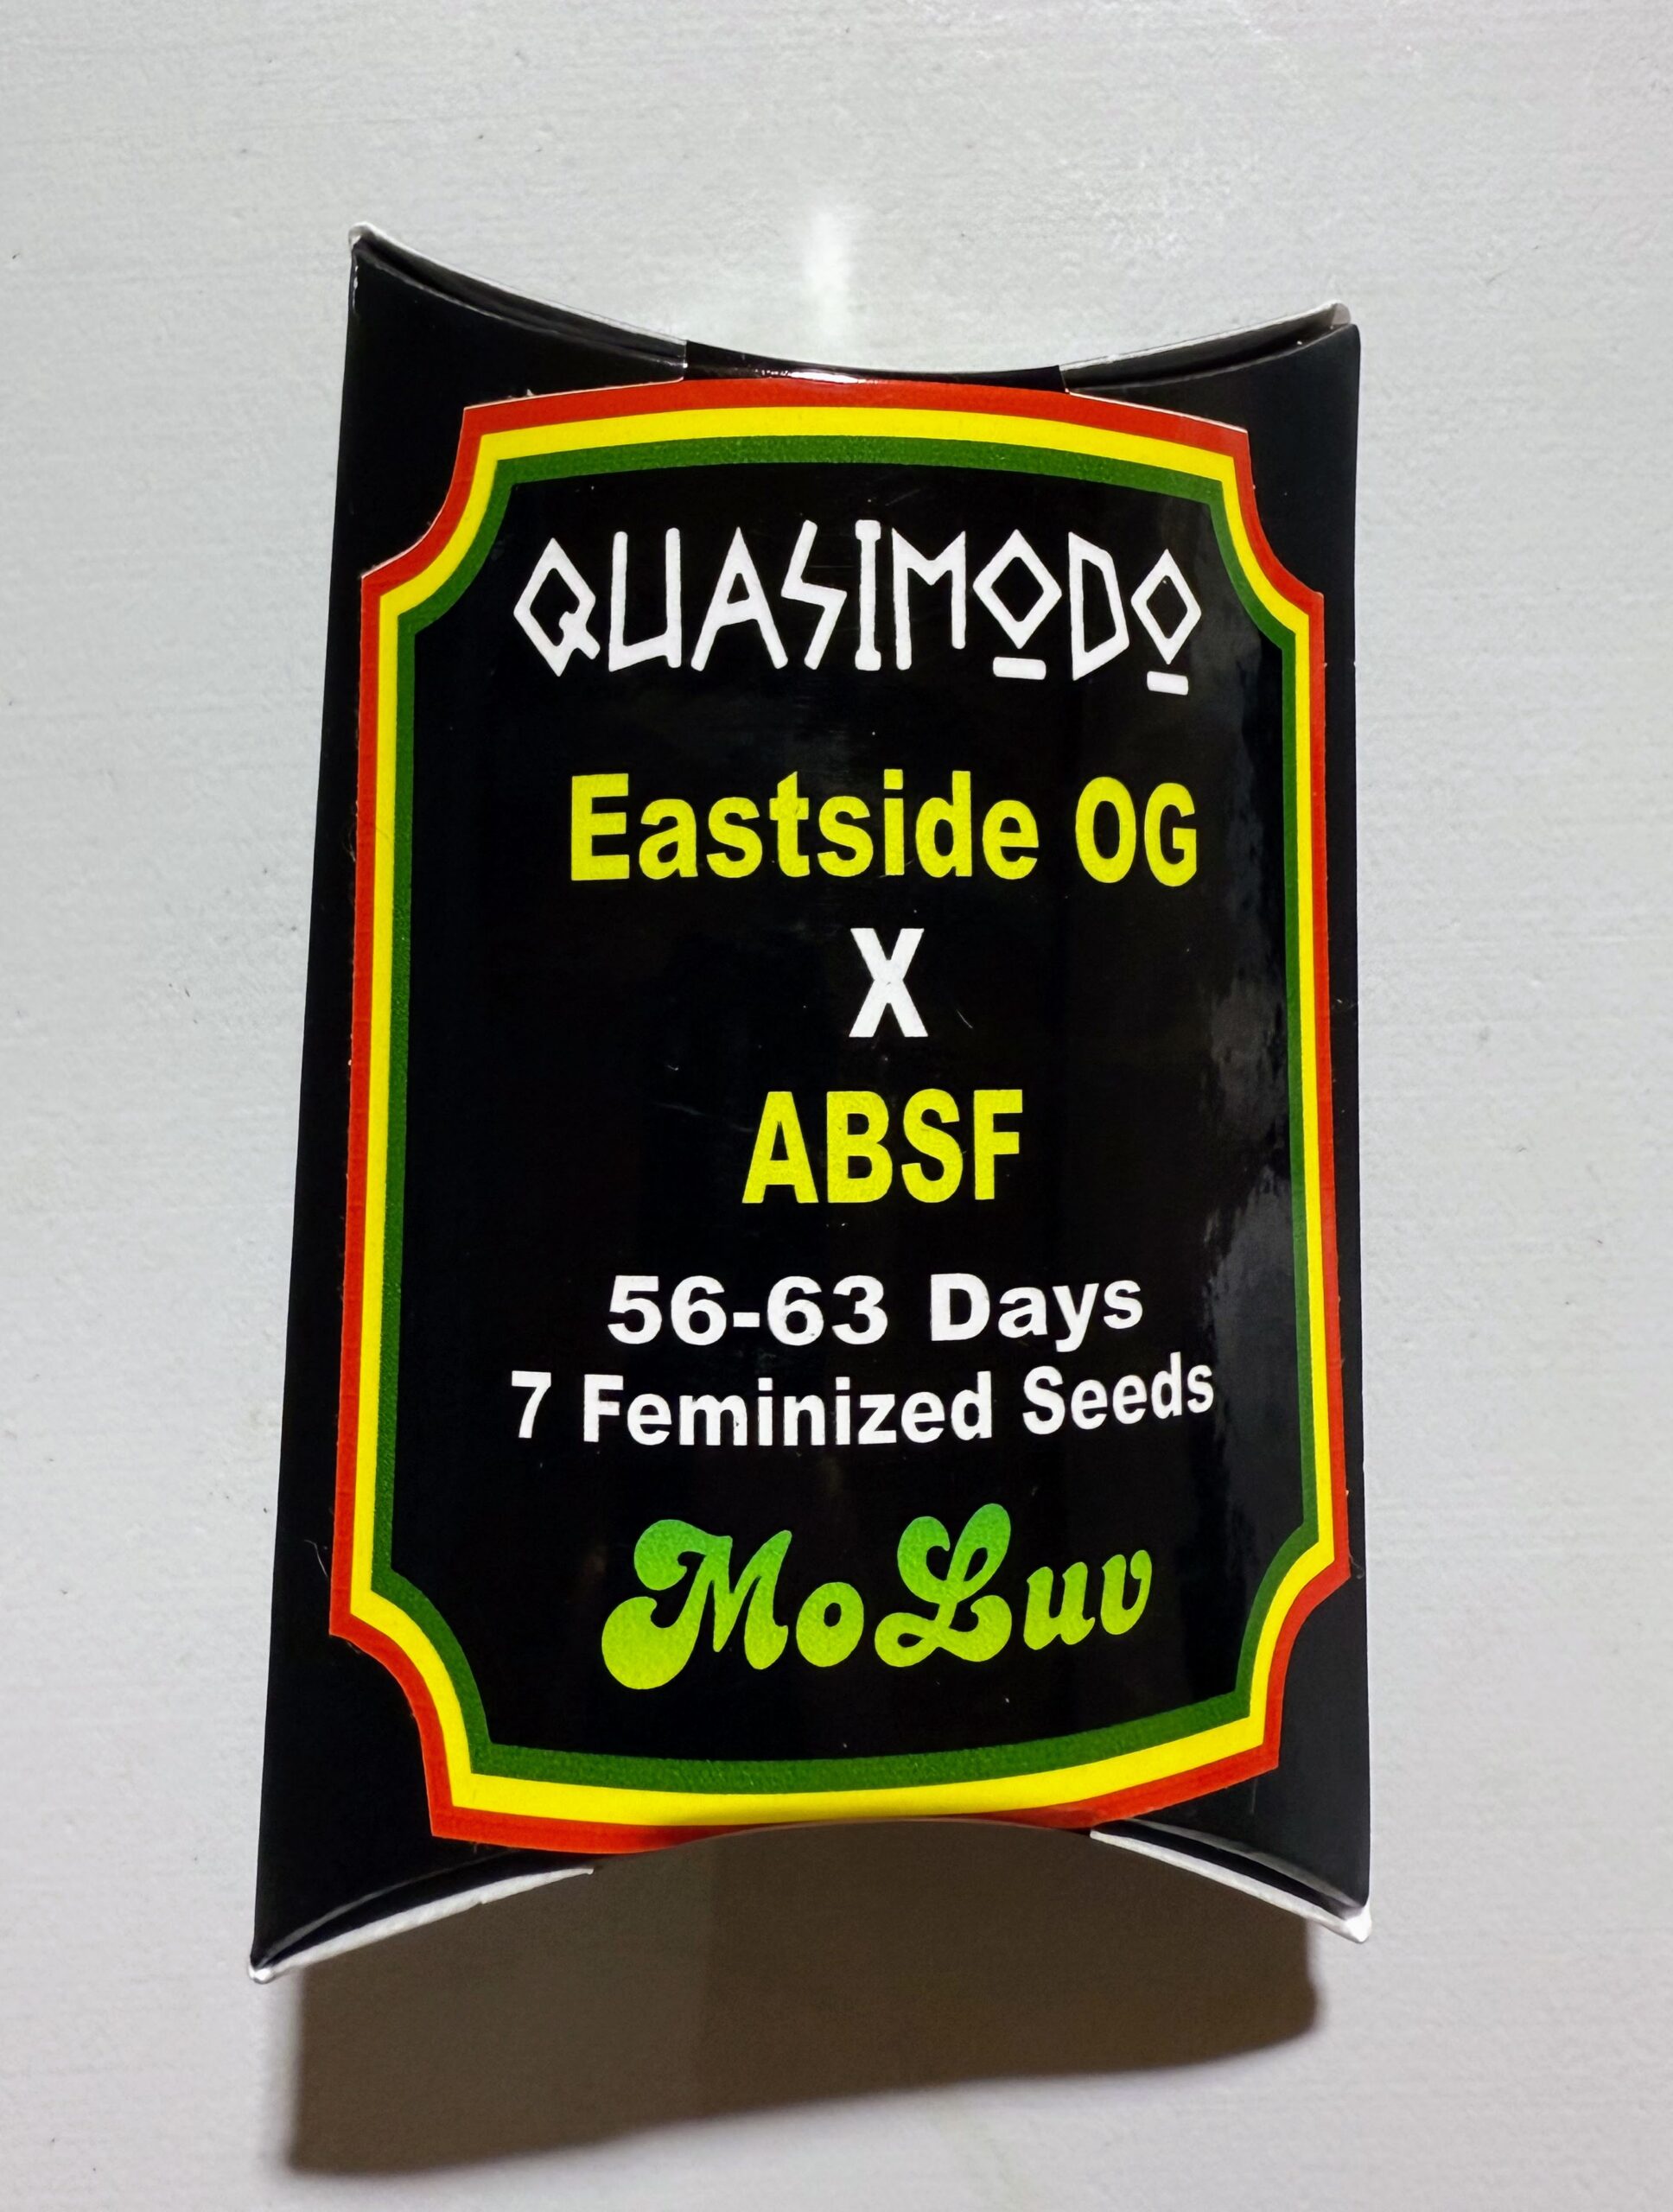 QUASIMODO
Eastside OG
X
ABSF
56-63 Days
7 Feminized Seeds
MoLuv